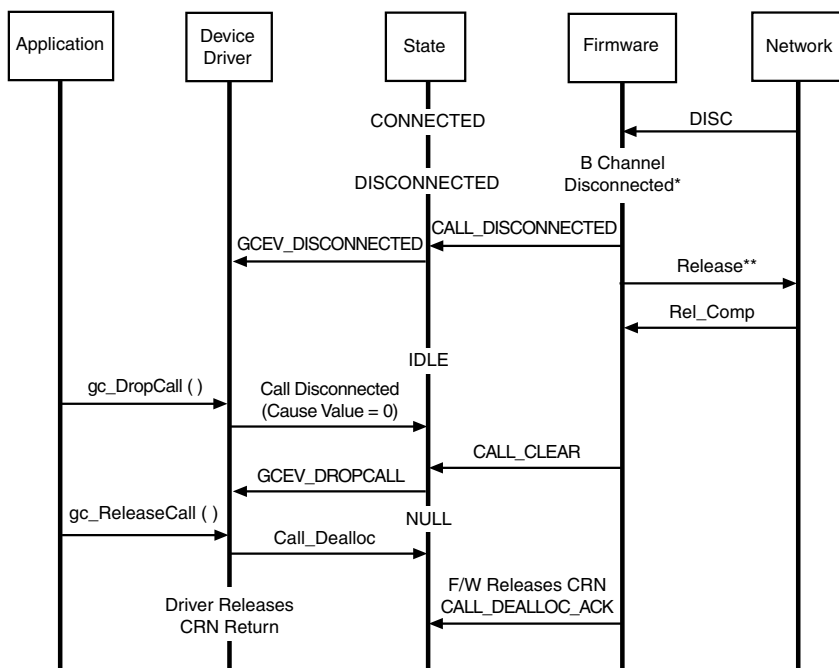 Application
Device
Driver
State
Firmware
Network
CONNECTED
DISC
B Channel
Disconnected*
DISCONNECTED
CALL_DISCONNECTED
GCEV_DISCONNECTED
Release**
Rel_Comp
IDLE
gc_DropCall ( )
Call Disconnected
(Cause Value = 0)
CALL_CLEAR
GCEV_DROPCALL
gc_ReleaseCall ( )
NULL
Call_Dealloc
F/W Releases CRN
CALL_DEALLOC_ACK
Driver Releases
CRN Return